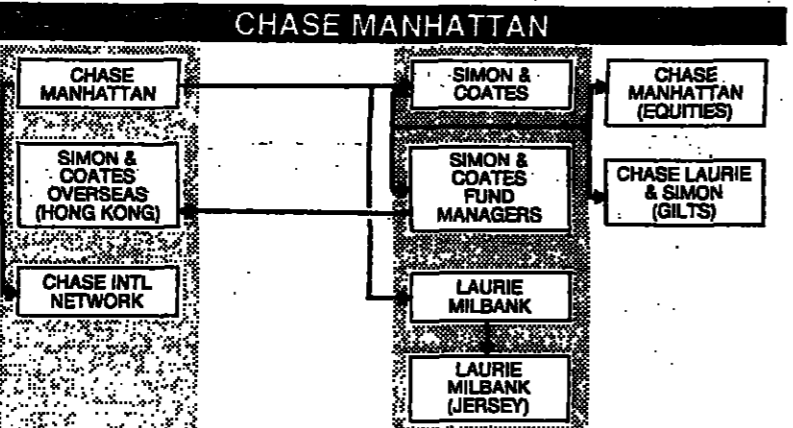 CHASE MANHATTAN
CHASE
MANHATTAN
SIMON &
COATES
OVERSEAS
(HONG KONG)
CHASE INTL
NETWORK
SIMON &
COATES
SIMON &
COATES
FUND
MANAGERS
LAURIE
MILBANK
LAURIE
MILBANK
(JERSEY)
CHASE
MANHATTAN
(EQUITIES)
CHASE LAURIE
& SIMON
(GILTS)